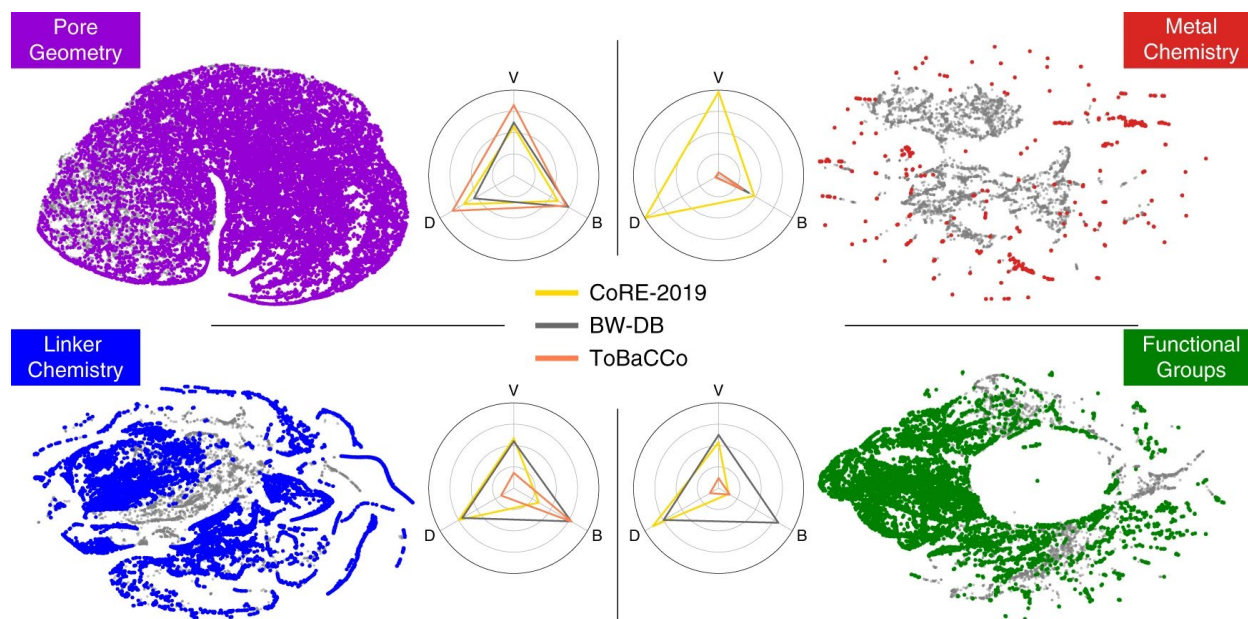 Pore
Geometry
V
D
B
V
D
B
Metal
Chemistry
CoRE-2019
BW-DB
ToBaCCo
Linker
Chemistry
V
D
B
V
D
B
Functional
Groups